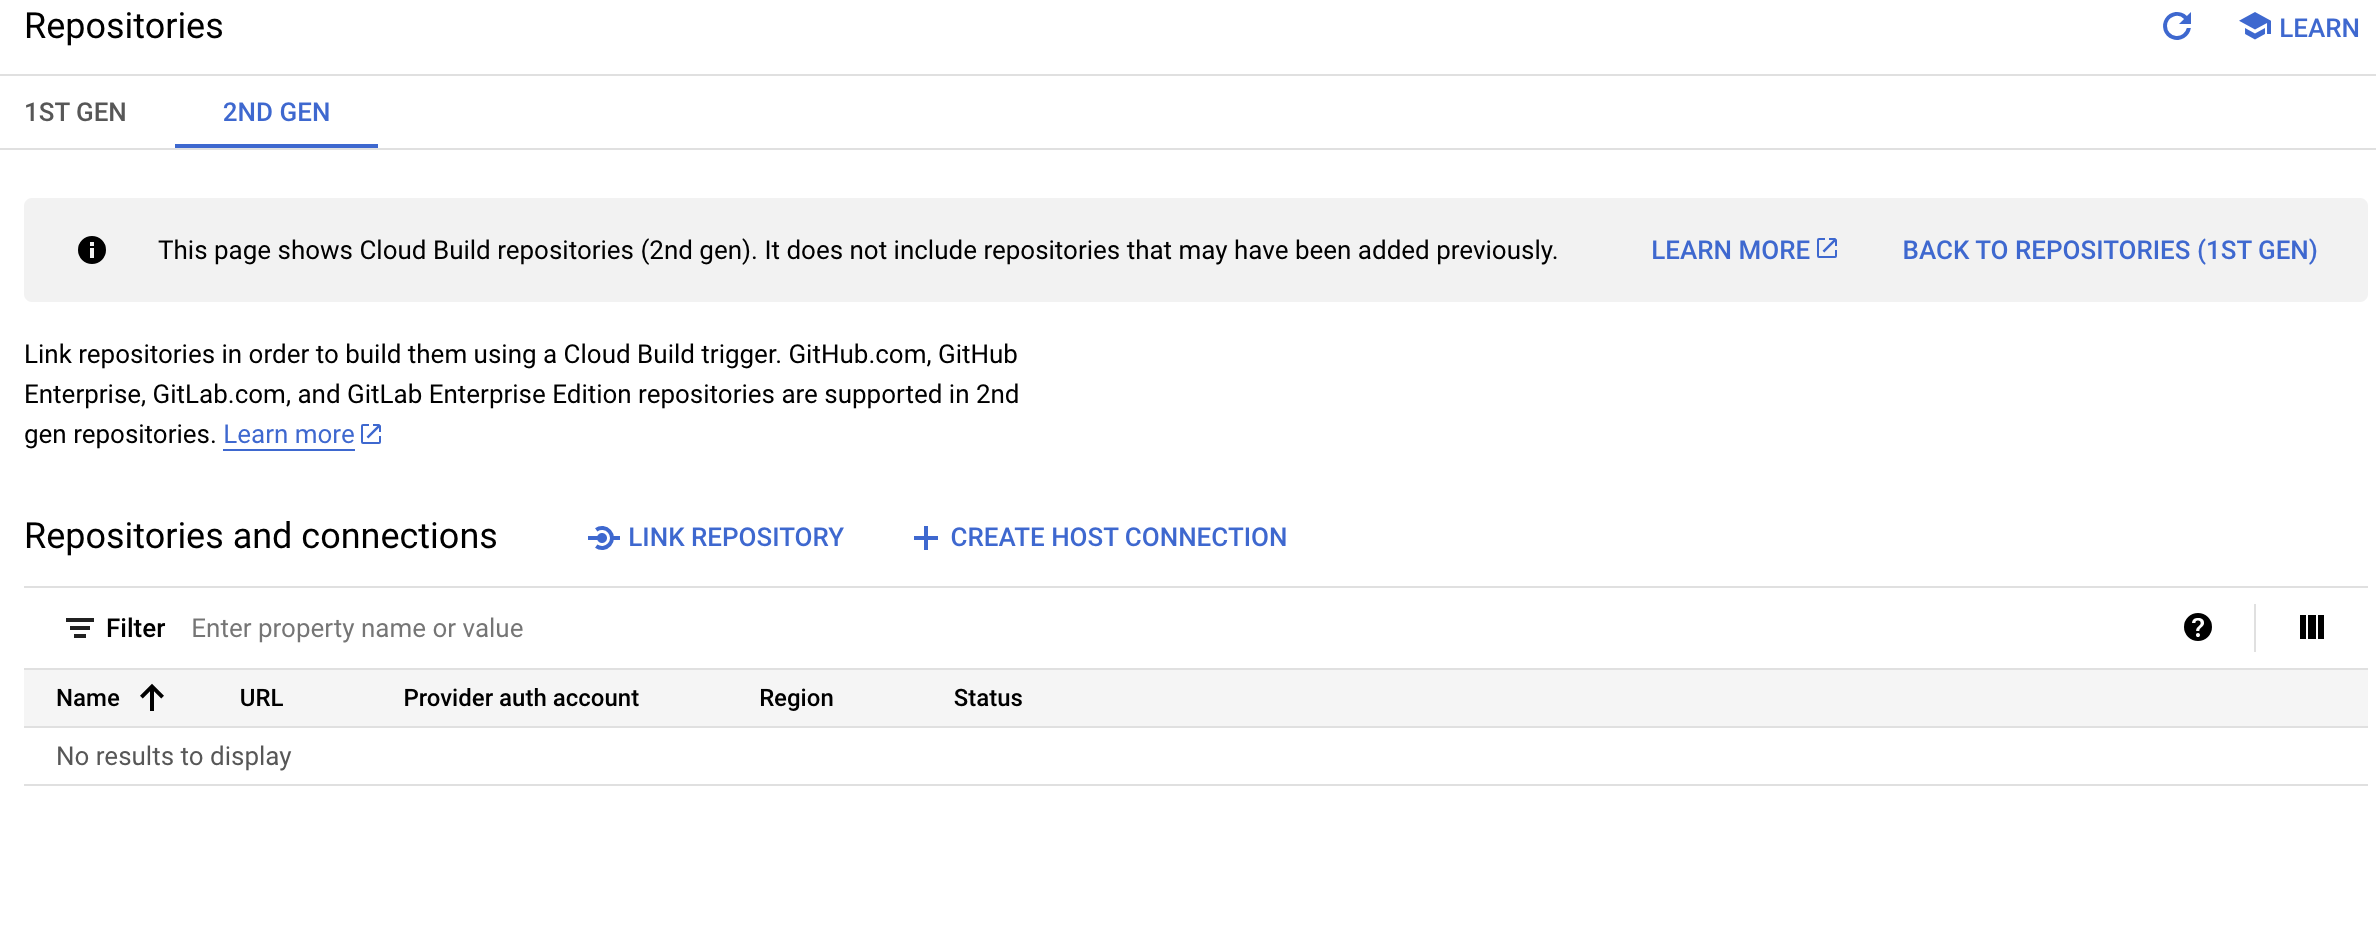 Repositories
LEARN
1ST GEN
2ND GEN
This page shows Cloud Build repositories (2nd gen). It does not include repositories that may have been added previously.
LEARN MORE
BACK TO REPOSITORIES (1ST GEN)
Link repositories in order to build them using a Cloud Build trigger. GitHub.com, GitHub
Enterprise, GitLab.com, and GitLab Enterprise Edition repositories are supported in 2nd
gen repositories. Learn more
Repositories and connections
LINK REPOSITORY
CREATE HOST CONNECTION
Filter Enter property name or value
Name URL Provider auth account Region Status
No results to display